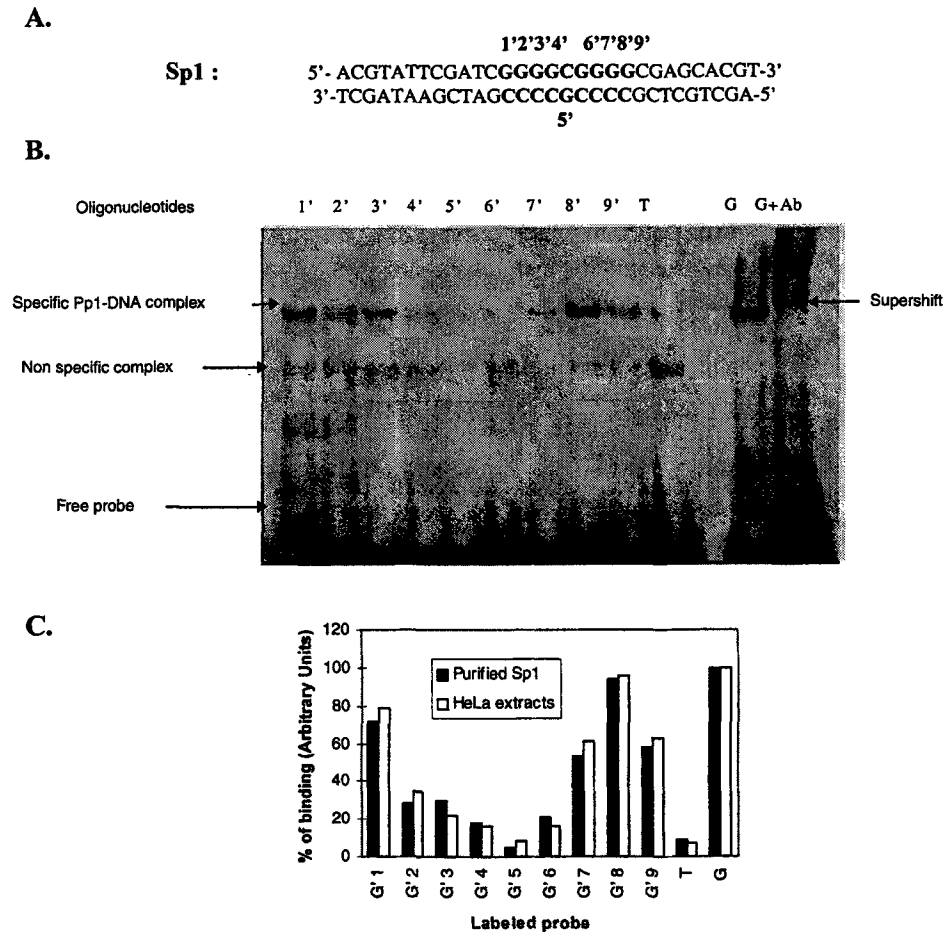 A.
1'2'3'4' 6'7'8'9'
Sp1 : 5'- ACGTATTCGATCGGGGCGGGGCGAGCACGT-3'
3'-TCGATAAGCTAGCCCCGCCCCGCTCGTCGA-5'
5'
B.
Oligonucleotides 1' 2' 3' 4' 5' 6' 7' 8' 9' T G G+Ab
Specific Pp1-DNA complex
Supershift
Non specific complex
Free probe
C.
% of binding (Arbitrary Units)
120
100
80
60
40
20
0
Purified Sp1
HeLa extracts
G'1 G'2 G'3 G'4 G'5 G'6 G'7 G'8 G'9 T G
Labeled probe